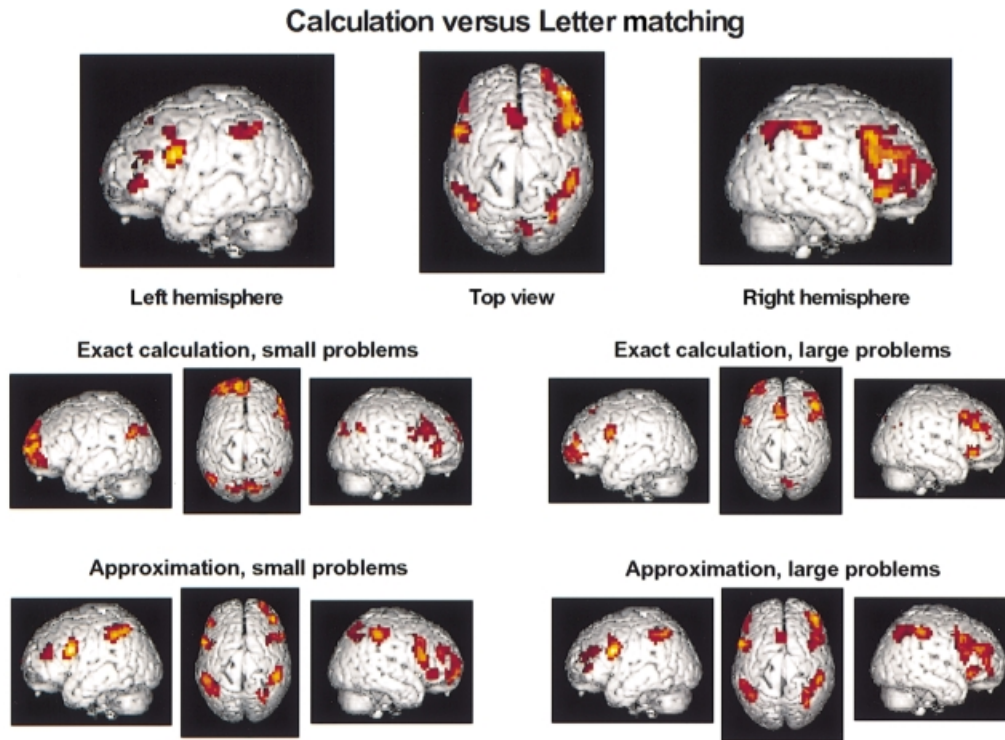 Calculation versus Letter matching
Left hemisphere
Top view
Right hemisphere
Exact calculation, small problems
Exact calculation, large problems
Approximation, small problems
Approximation, large problems